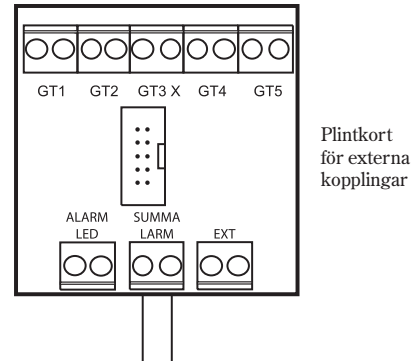 GT1 GT2 GT3 X GT4 GT5
Plintkort
för externa
kopplingar
ALARM LED
SUMMA LARM
EXT